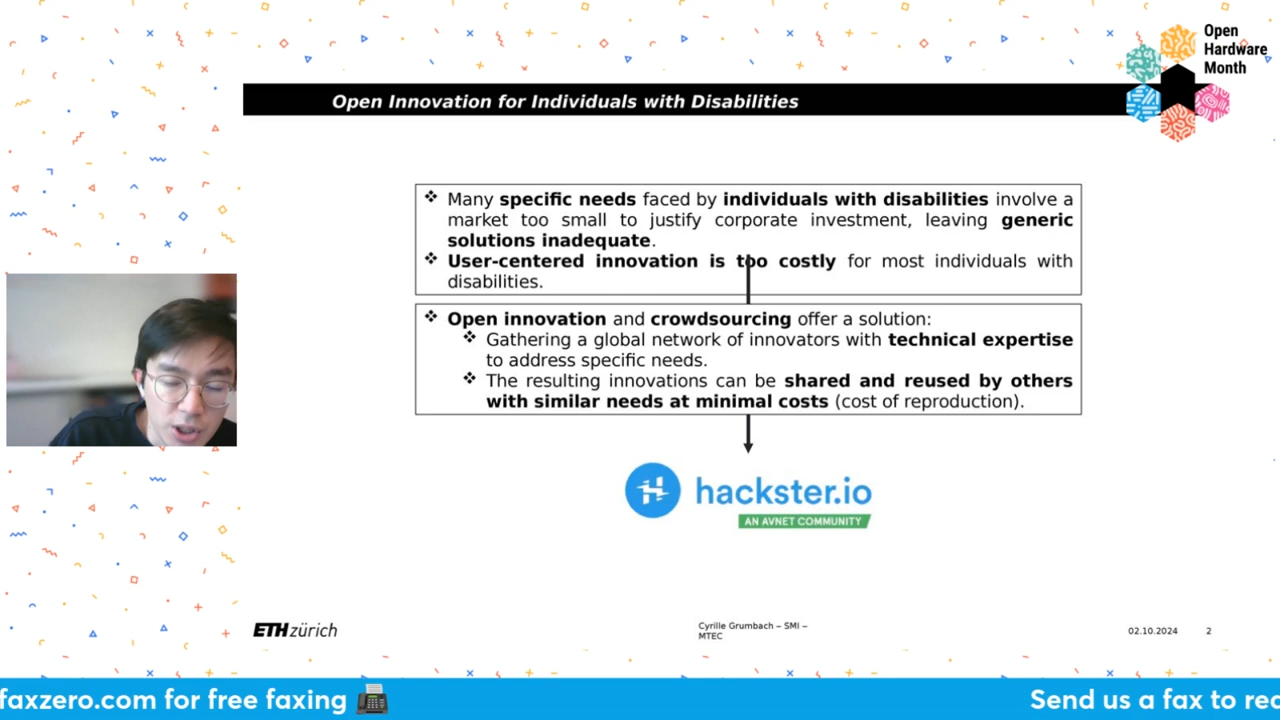 Open
Hardware
Month
Open Innovation for Individuals with Disabilities
❖ Many specific needs faced by individuals with disabilities involve a
market too small to justify corporate investment, leaving generic
solutions inadequate.
❖ User-centered innovation is too costly for most individuals with
disabilities.
❖ Open innovation and crowdsourcing offer a solution:
❖ Gathering a global network of innovators with technical expertise
to address specific needs.
❖ The resulting innovations can be shared and reused by others
with similar needs at minimal costs (cost of reproduction).
hackster.io
AN AVNET COMMUNITY
ETH zürich
Cyrille Grumbach – SMI –
MTEC
02.10.2024 2
faxzero.com for free faxing 📠 Send us a fax to rec